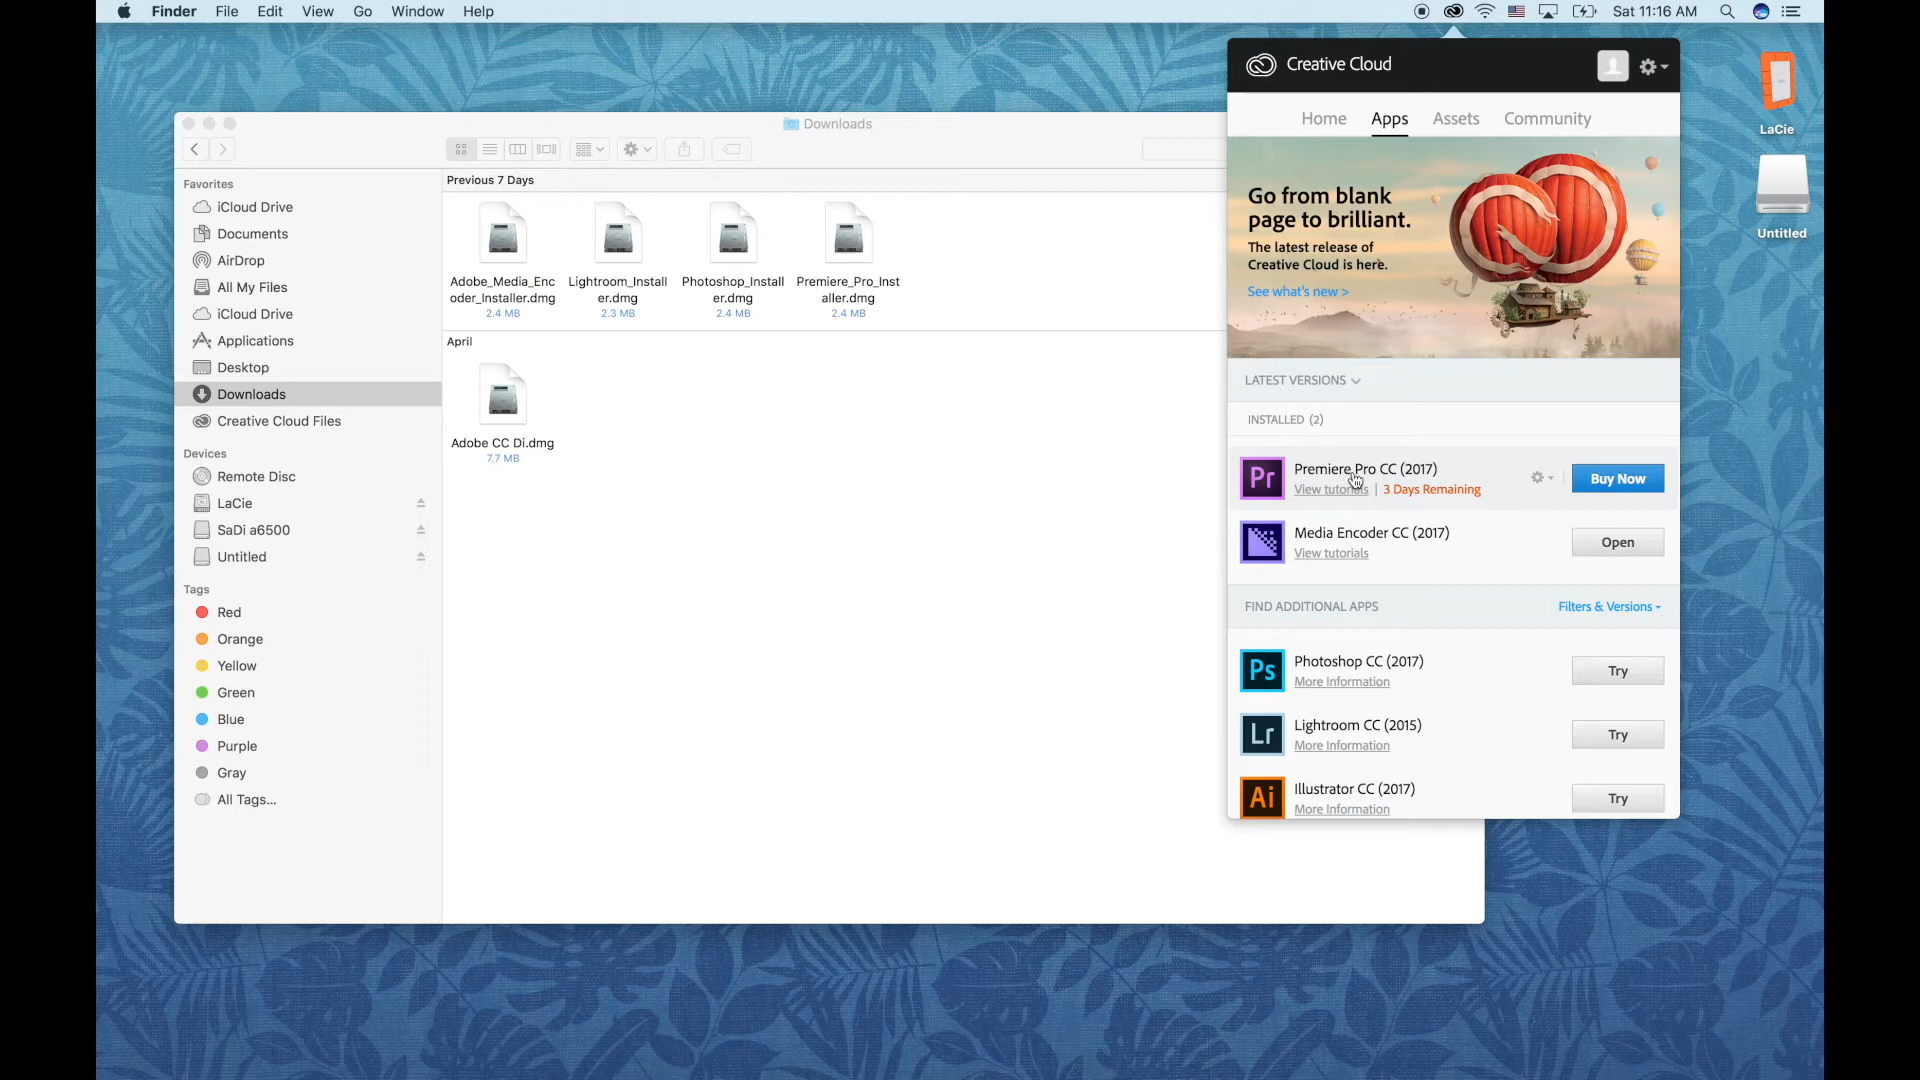 Finder File Edit View Go Window Help
Sat 11:16 AM
Downloads
Favorites
iCloud Drive
Documents
AirDrop
All My Files
iCloud Drive
Applications
Desktop
Downloads
Creative Cloud Files
Devices
Remote Disc
LaCie
SaDi a6500
Untitled
Tags
Red
Orange
Yellow
Green
Blue
Purple
Gray
All Tags...
Previous 7 Days
Adobe_Media_Enc
oder_Installer.dmg
2.4 MB
Lightroom_Install
er.dmg
2.3 MB
Photoshop_Install
er.dmg
2.4 MB
Premiere_Pro_Inst
aller.dmg
2.4 MB
April
Adobe CC Di.dmg
7.7 MB
Creative Cloud
Home Apps Assets Community
Go from blank
page to brilliant.
The latest release of
Creative Cloud is here.
See what's new >
LATEST VERSIONS
INSTALLED (2)
Pr
Premiere Pro CC (2017)
View tutorials | 3 Days Remaining
Buy Now
Media Encoder CC (2017)
View tutorials
Open
FIND ADDITIONAL APPS
Filters & Versions
Ps
Photoshop CC (2017)
More Information
Try
Lr
Lightroom CC (2015)
More Information
Try
Ai
Illustrator CC (2017)
More Information
Try
LaCie
Untitled